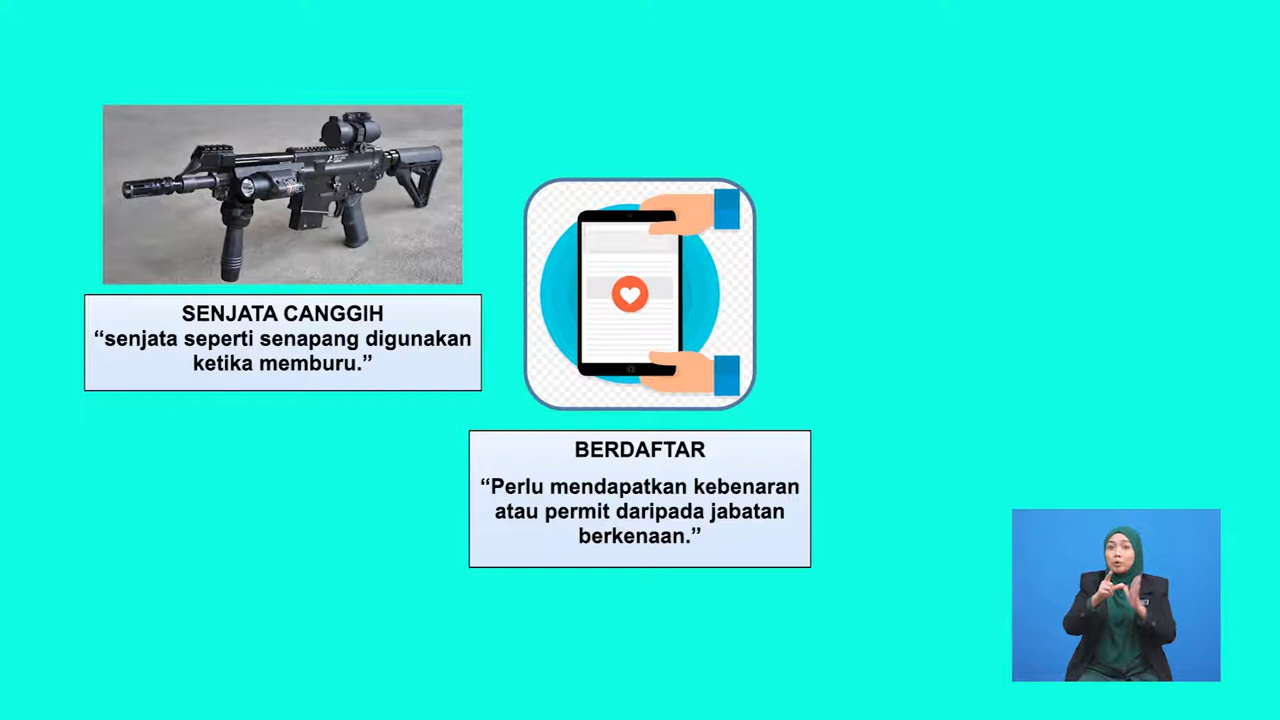 SENJATA CANGGIH
“senjata seperti senapang digunakan
ketika memburu.”
BERDAFTAR
“Perlu mendapatkan kebenaran
atau permit daripada jabatan
berkenaan.”